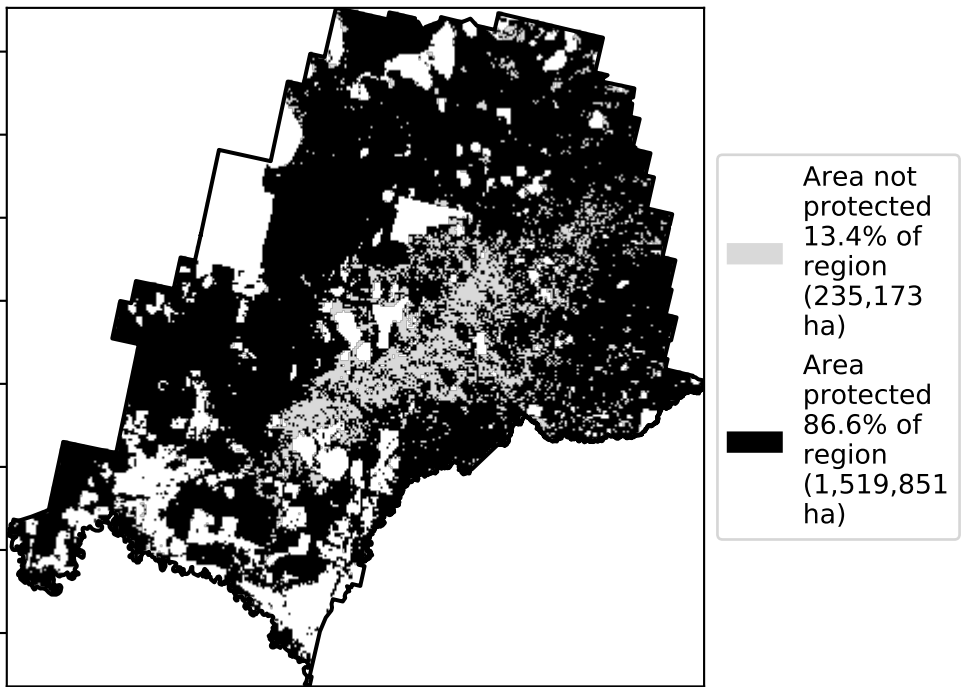 Area not
protected
13.4% of
region
(235,173
ha)
Area
protected
86.6% of
region
(1,519,851
ha)